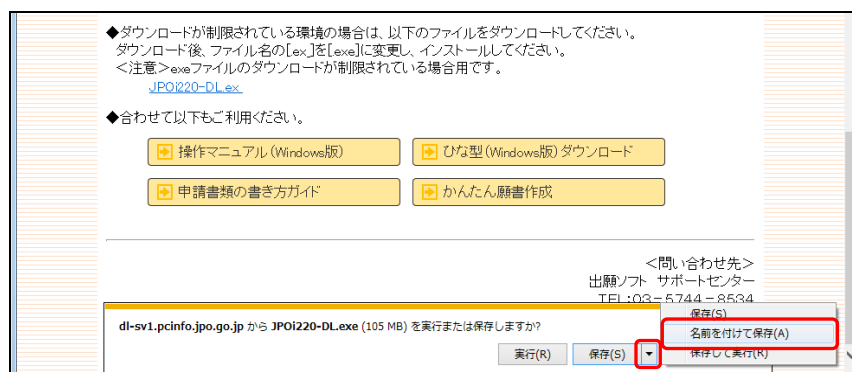 ◆ダウンロードが制限されている環境の場合は、以下のファイルをダウンロードしてください。
ダウンロード後、ファイル名の[ex_]を[exe]に変更し、インストールしてください。
<注意>exeファイルのダウンロードが制限されている場合用です。
JPOi220-DL.ex_
◆合わせて以下もご利用ください。
操作マニュアル(Windows版)
ひな型(Windows版)ダウンロード
申請書類の書き方ガイド
かんたん願書作成
<問い合わせ先>
出願ソフト サポートセンター
TEL:03-5744-8534
dl-sv1.pcinfo.jpo.go.jp から JPOi220-DL.exe (105 MB) を実行または保存しますか?
実行(R)
保存(S)
保存(S)
名前を付けて保存(A)
保存して実行(R)